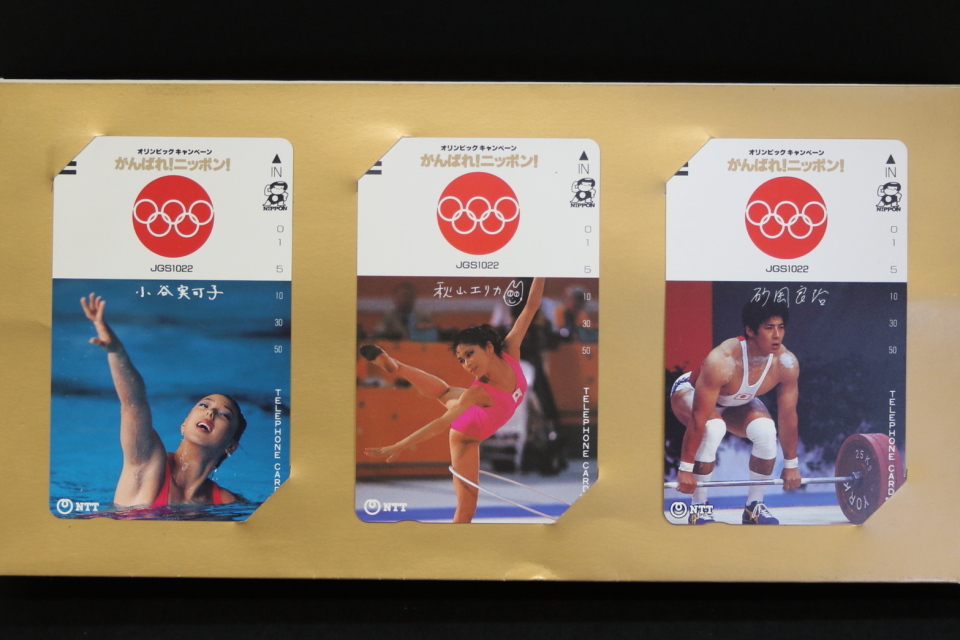 オリンピックキャンペーン
がんばれ!ニッポン!
IN
NIPPON
JGS1022
0
1
5
10
30
50
小谷実可子
TELEPHONE CARD
NTT
オリンピックキャンペーン
がんばれ!ニッポン!
IN
NIPPON
JGS1022
0
1
5
10
30
50
秋山エリカ
TELEPHONE CARD
NTT
オリンピックキャンペーン
がんばれ!ニッポン!
IN
NIPPON
JGS1022
0
1
5
10
30
50
砂岡良治
TELEPHONE CARD
25K
YORK
NTT